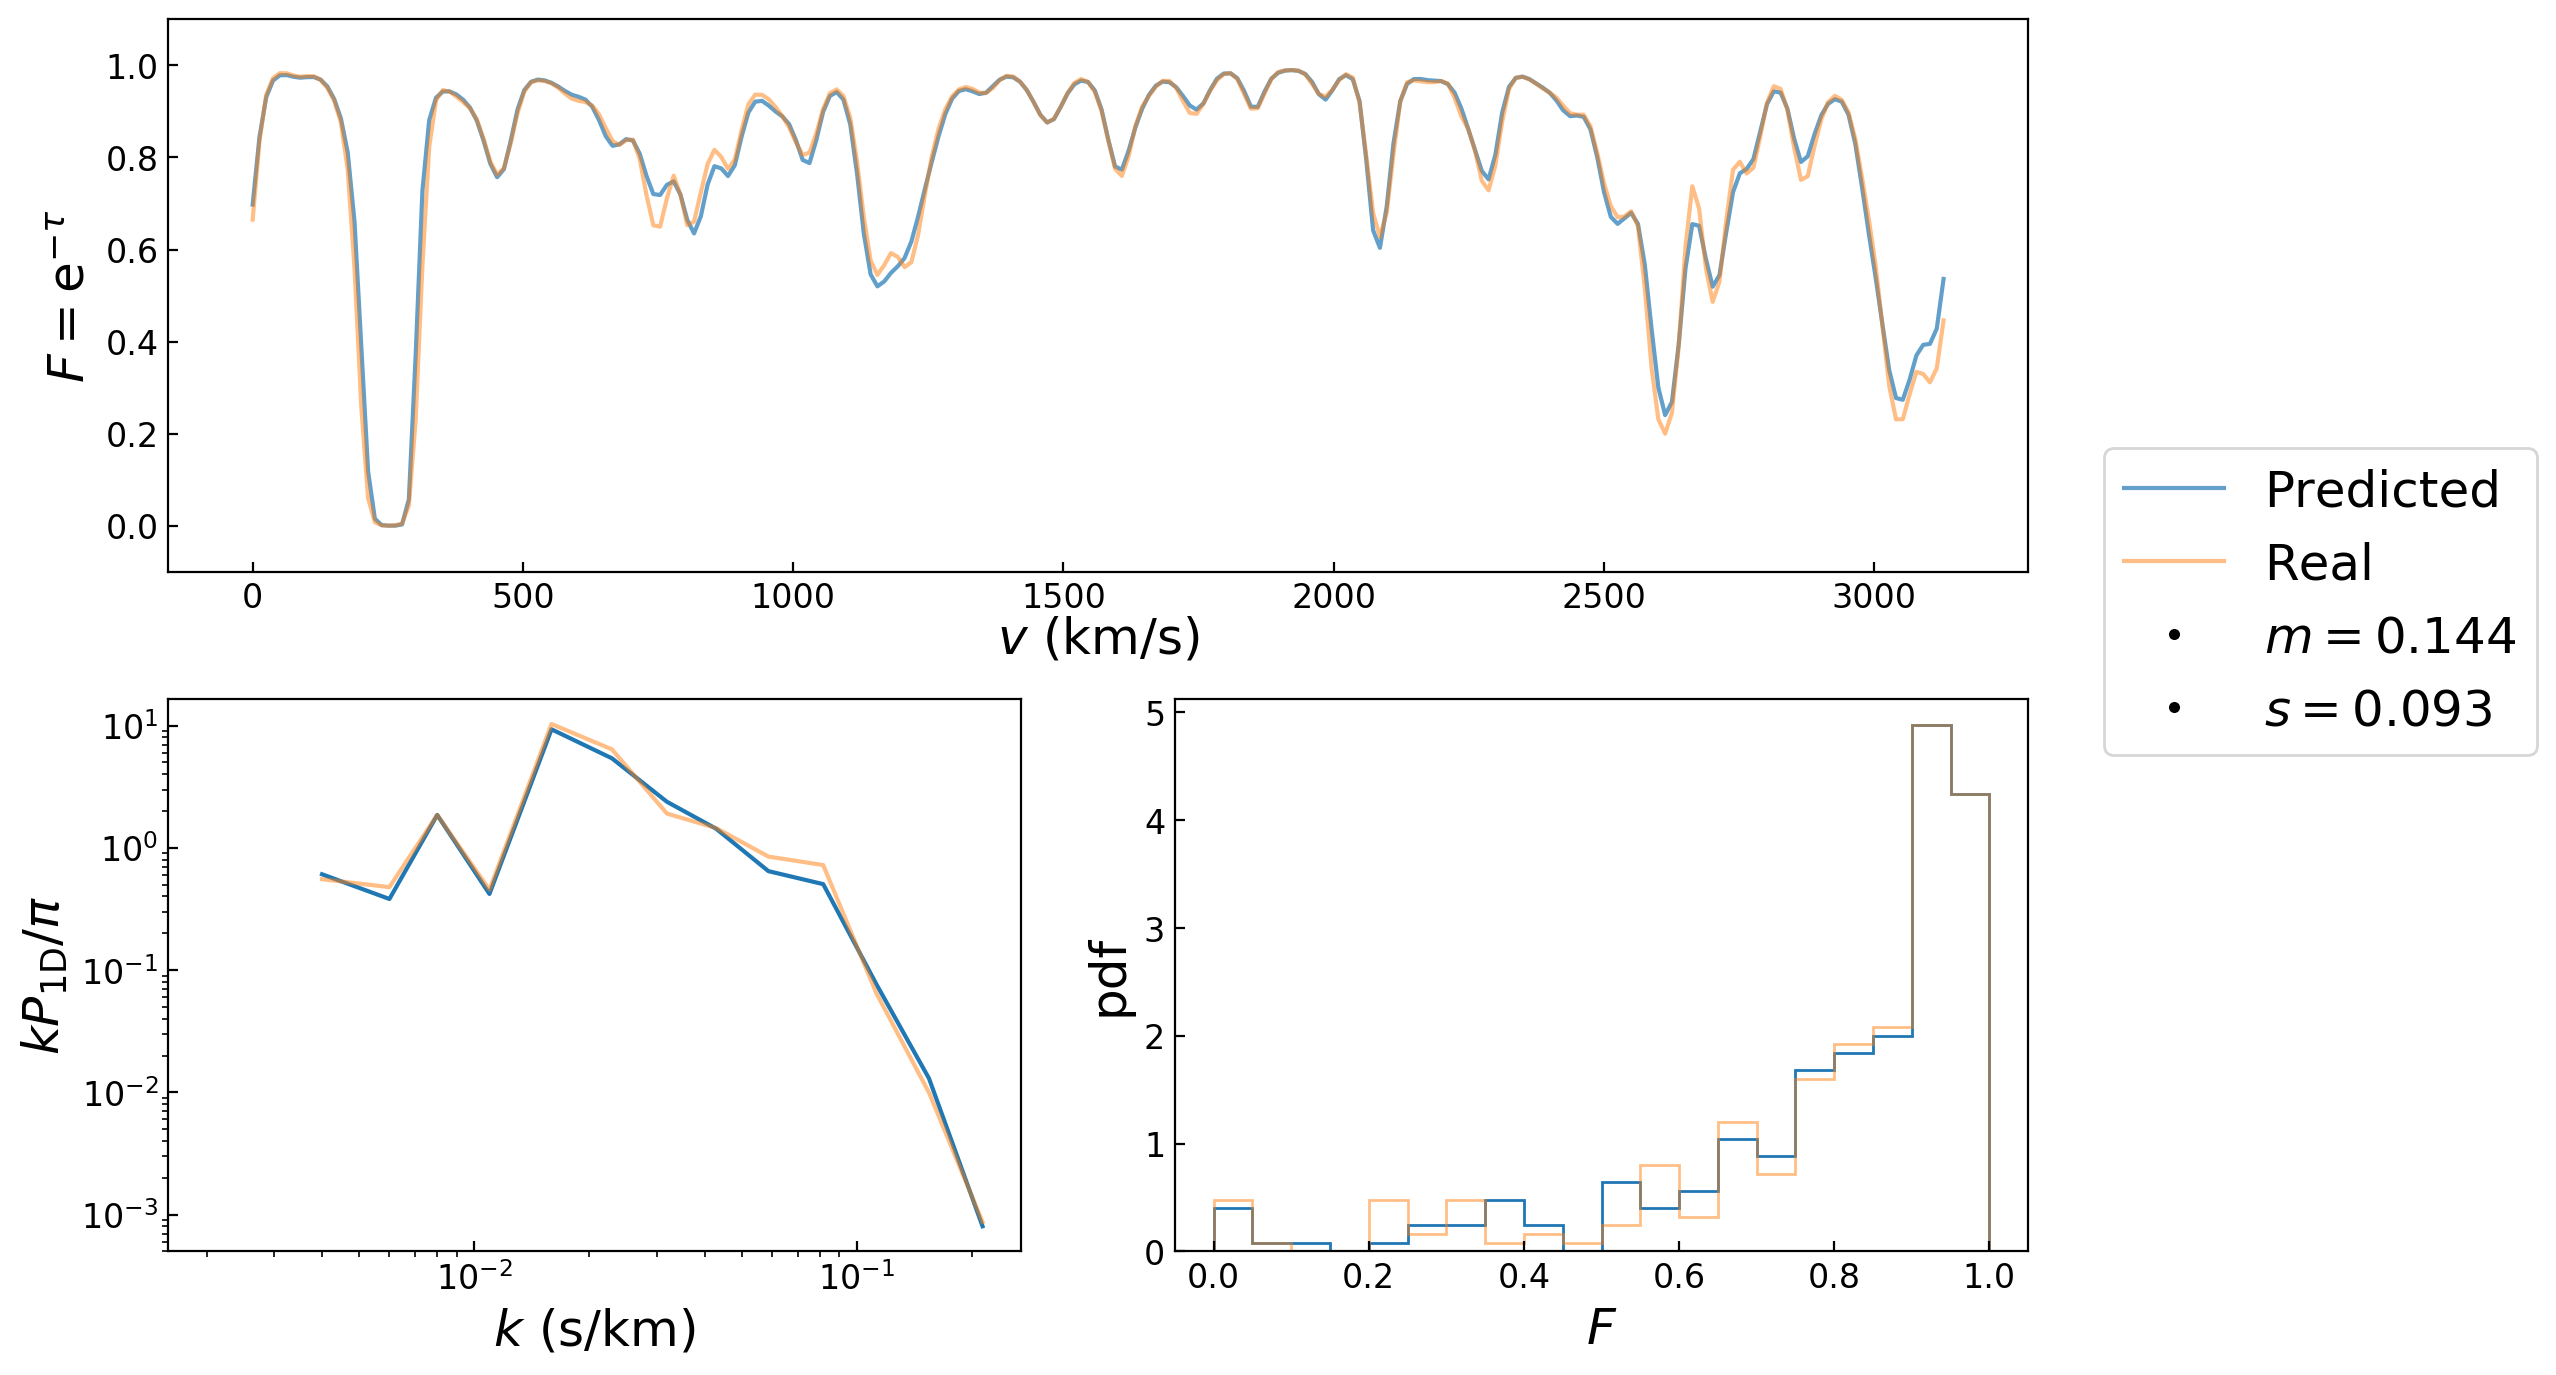 1.0
0.8
0.6
0.4
0.2
0.0
F = e^{−τ}
0 500 1000 1500 2000 2500 3000
v (km/s)
Predicted
Real
m = 0.144
s = 0.093
10^1
10^0
10^{−1}
10^{−2}
10^{−3}
kP_{1D}/π
10^{−2} 10^{−1}
k (s/km)
5
4
3
2
1
0
pdf
0.0 0.2 0.4 0.6 0.8 1.0
F